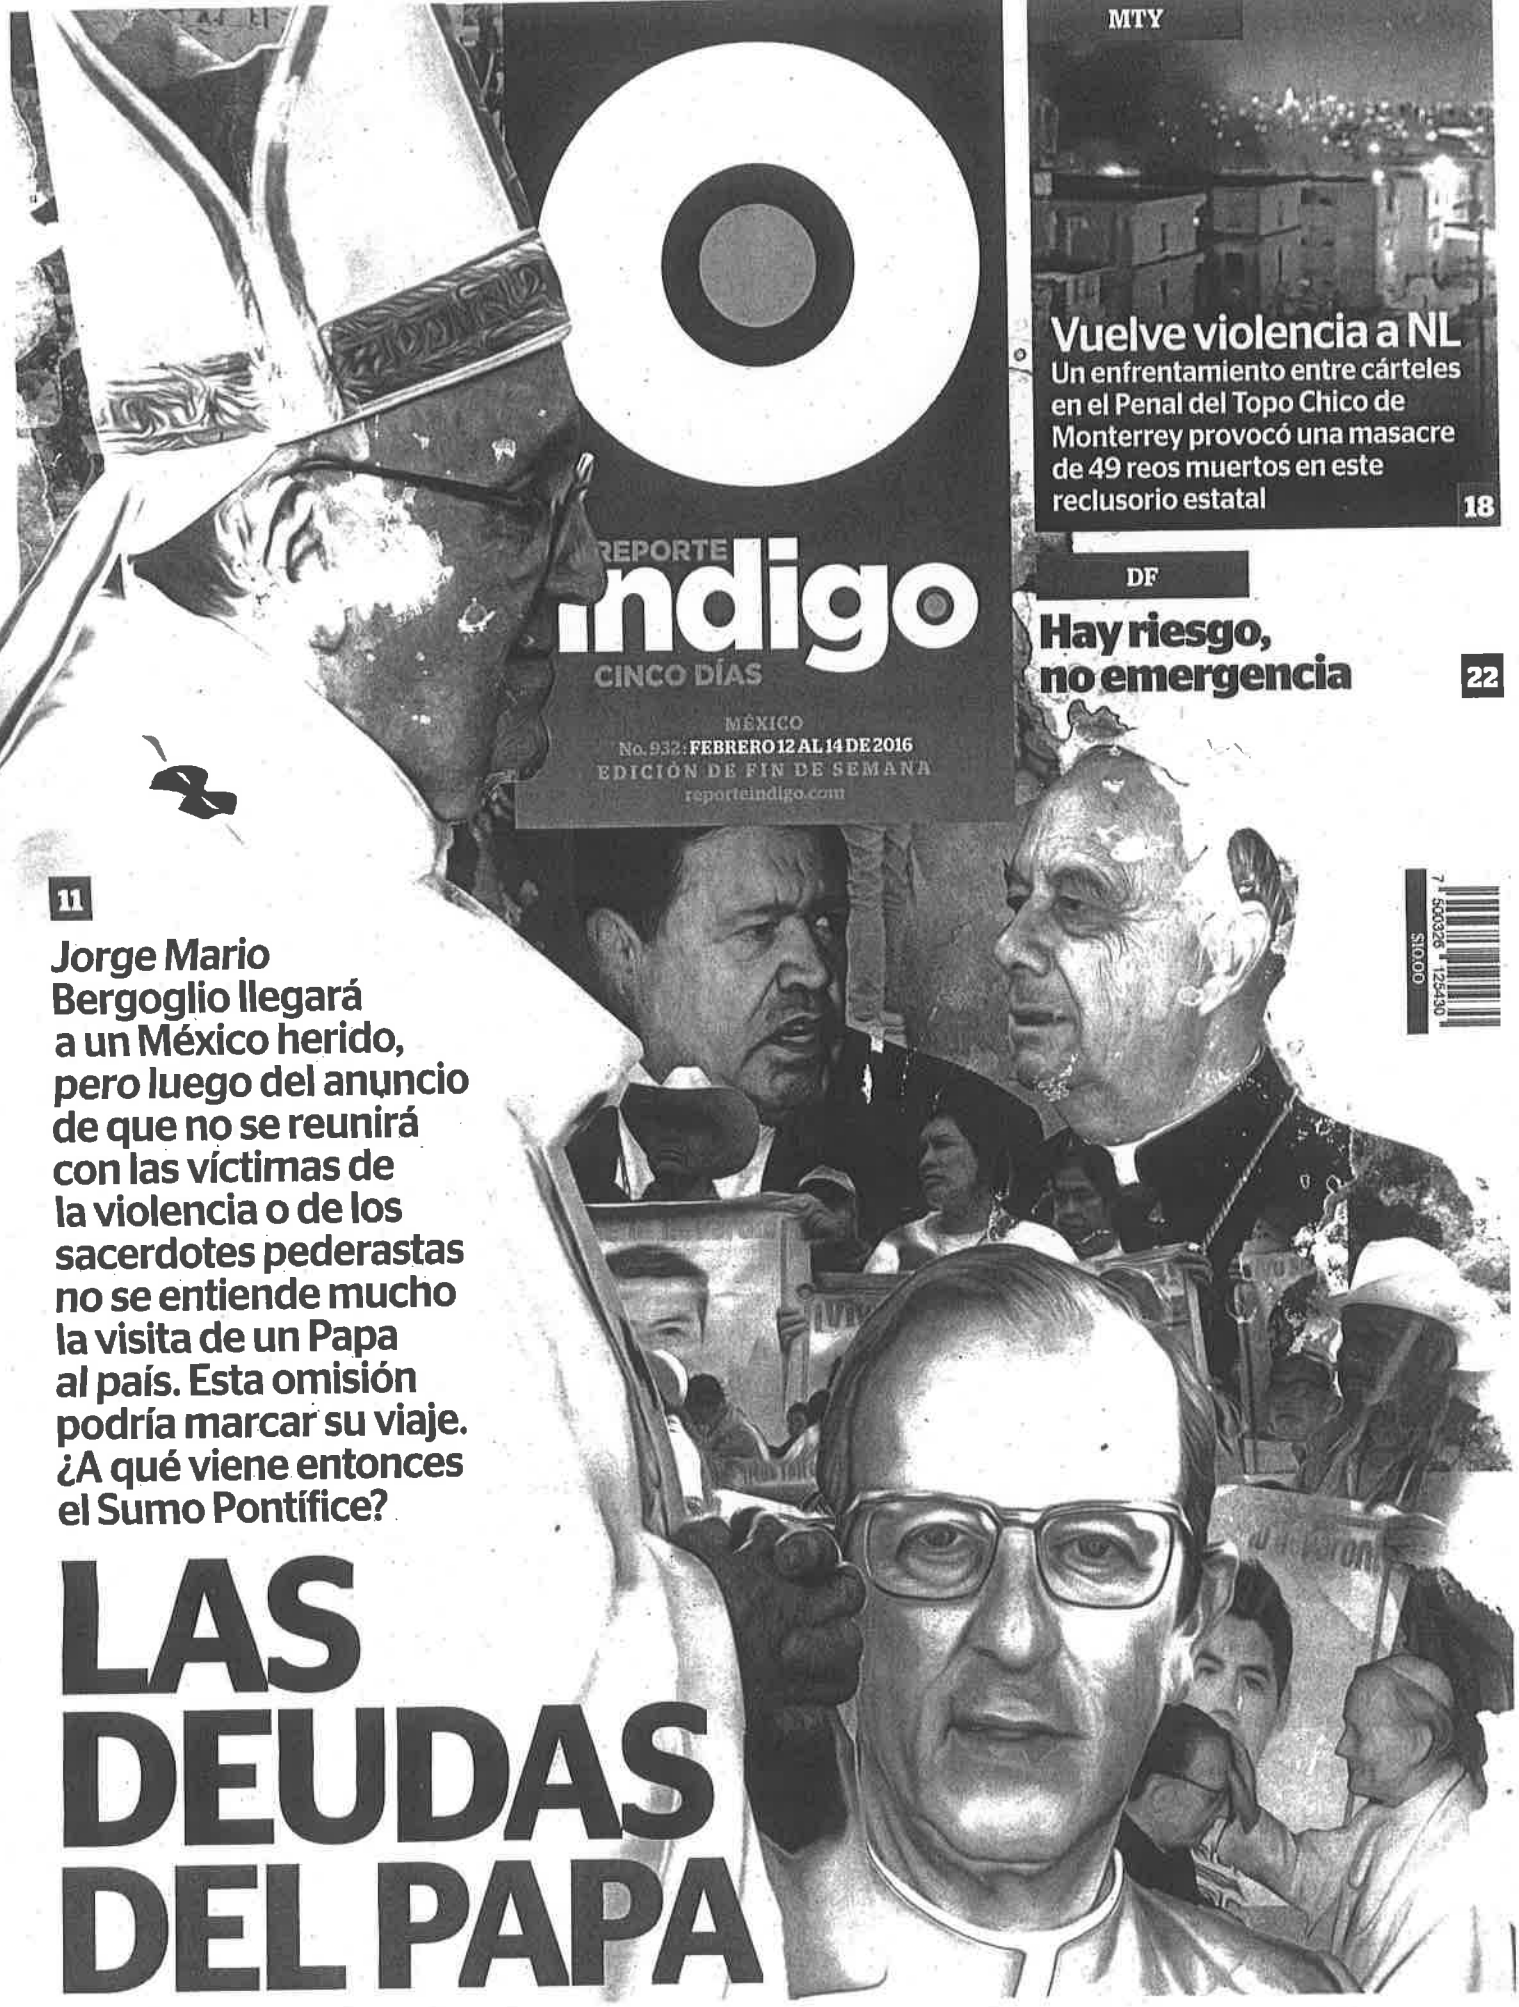 MTY
Vuelve violencia a NL
Un enfrentamiento entre cárteles
en el Penal del Topo Chico de
Monterrey provocó una masacre
de 49 reos muertos en este
reclusorio estatal
18
REPORTE
indigo
CINCO DÍAS
MÉXICO
No. 932: FEBRERO 12 AL 14 DE 2016
EDICIÓN DE FIN DE SEMANA
reporteindigo.com
DF
Hay riesgo,
no emergencia
22
$10.00
7 500326 125430
11
Jorge Mario
Bergoglio llegará
a un México herido,
pero luego del anuncio
de que no se reunirá
con las víctimas de
la violencia o de los
sacerdotes pederastas
no se entiende mucho
la visita de un Papa
al país. Esta omisión
podría marcar su viaje.
¿A qué viene entonces
el Sumo Pontífice?
LAS
DEUDAS
DEL PAPA